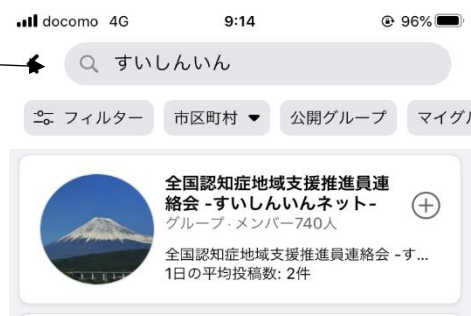 docomo 4G 9:14 96%
すいしんいん
フィルター 市区町村 公開グループ マイグル
全国認知症地域支援推進員連
絡会 -すいしんいんネット-
グループ · メンバー740人
全国認知症地域支援推進員連絡会 -す...
1日の平均投稿数: 2件